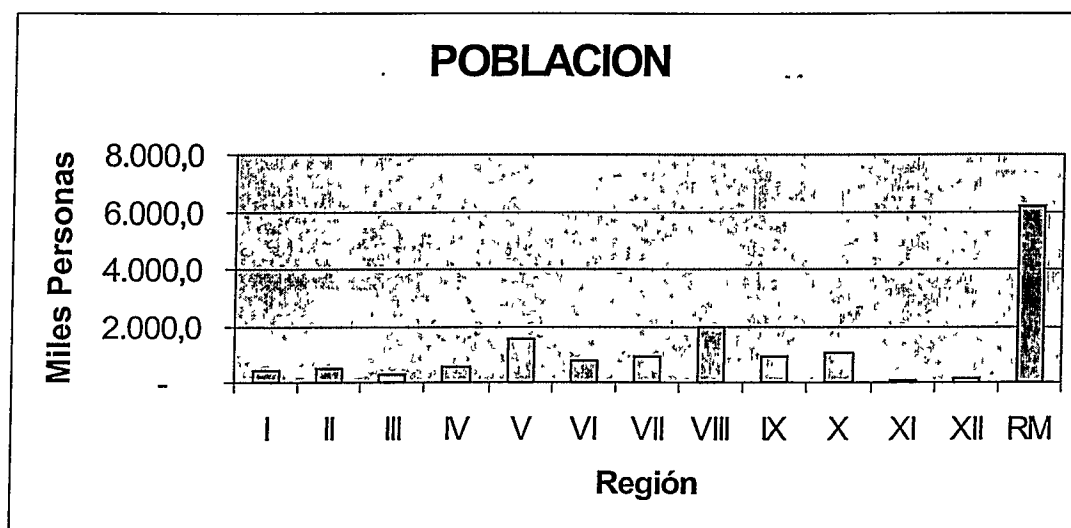 POBLACION
Miles Personas
8.000,0
6.000,0
4.000,0
2.000,0
-
I II III IV V VI VII VIII IX X XI XII RM
Región